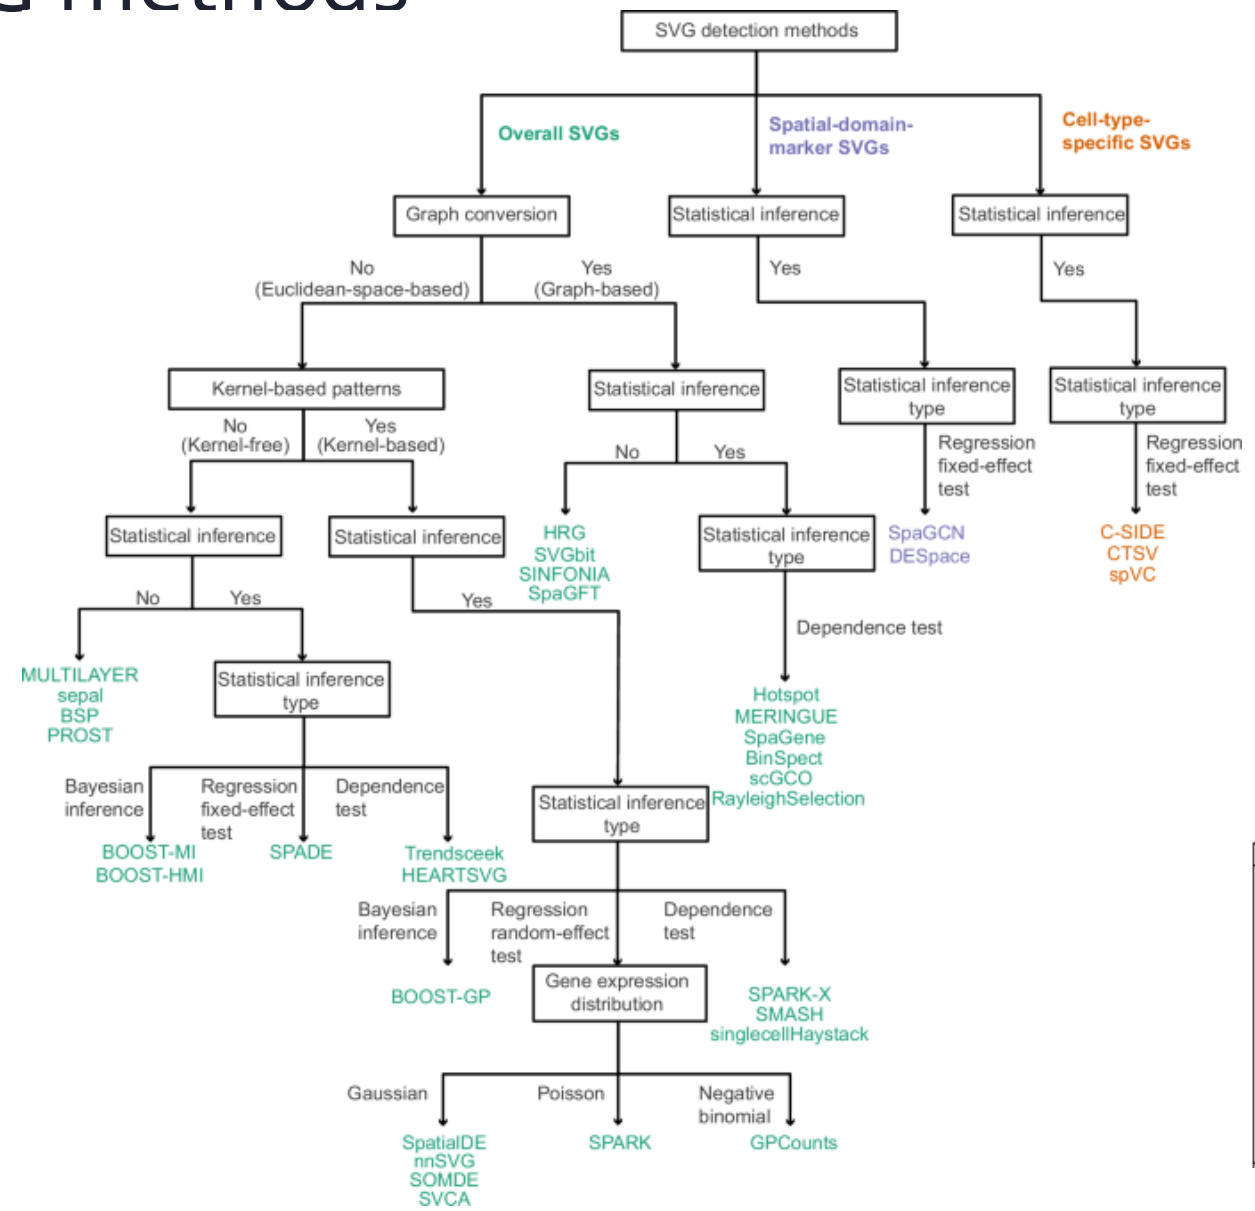 G methods
SVG detection methods
Overall SVGs
Spatial-domain-
marker SVGs
Cell-type-
specific SVGs
Graph conversion
Statistical inference
Statistical inference
No
(Euclidean-space-based)
Yes
(Graph-based)
Yes
Yes
Kernel-based patterns
Statistical inference
Statistical inference
type
Statistical inference
type
No
(Kernel-free)
Yes
(Kernel-based)
No
Yes
Regression
fixed-effect
test
Regression
fixed-effect
test
Statistical inference
Statistical inference
HRG
SVGbit
SINFONIA
SpaGFT
Statistical inference
type
SpaGCN
DESpace
C-SIDE
CTSV
spVC
No
Yes
Yes
Dependence test
MULTILAYER
sepal
BSP
PROST
Statistical inference
type
Hotspot
MERINGUE
SpaGene
BinSpect
scGCO
RayleighSelection
Bayesian
inference
Regression
fixed-effect
test
Dependence
test
Statistical inference
type
BOOST-MI
BOOST-HMI
SPADE
Trendsceek
HEARTSVG
Bayesian
inference
Regression
random-effect
test
Dependence
test
BOOST-GP
Gene expression
distribution
SPARK-X
SMASH
singlecellHaystack
Gaussian
Poisson
Negative
binomial
SpatialDE
nnSVG
SOMDE
SVCA
SPARK
GPCounts